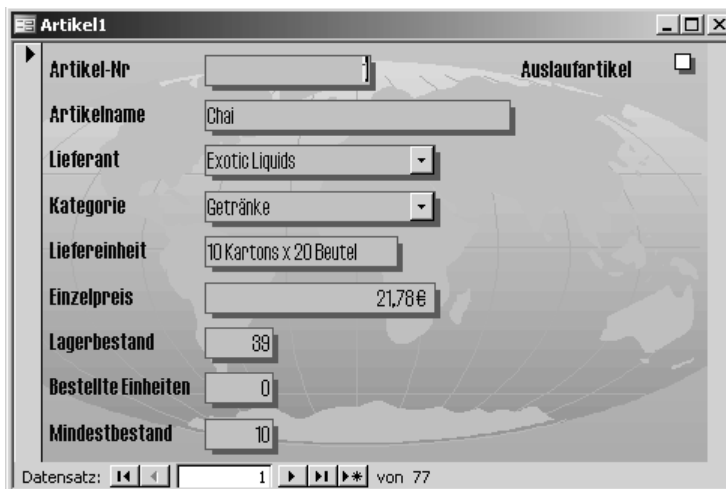 Artikel1
Artikel-Nr 1 Auslaufartikel
Artikelname Chai
Lieferant Exotic Liquids
Kategorie Getränke
Liefereinheit 10 Kartons x 20 Beutel
Einzelpreis 21,78 €
Lagerbestand 39
Bestellte Einheiten 0
Mindestbestand 10
Datensatz: 1 von 77